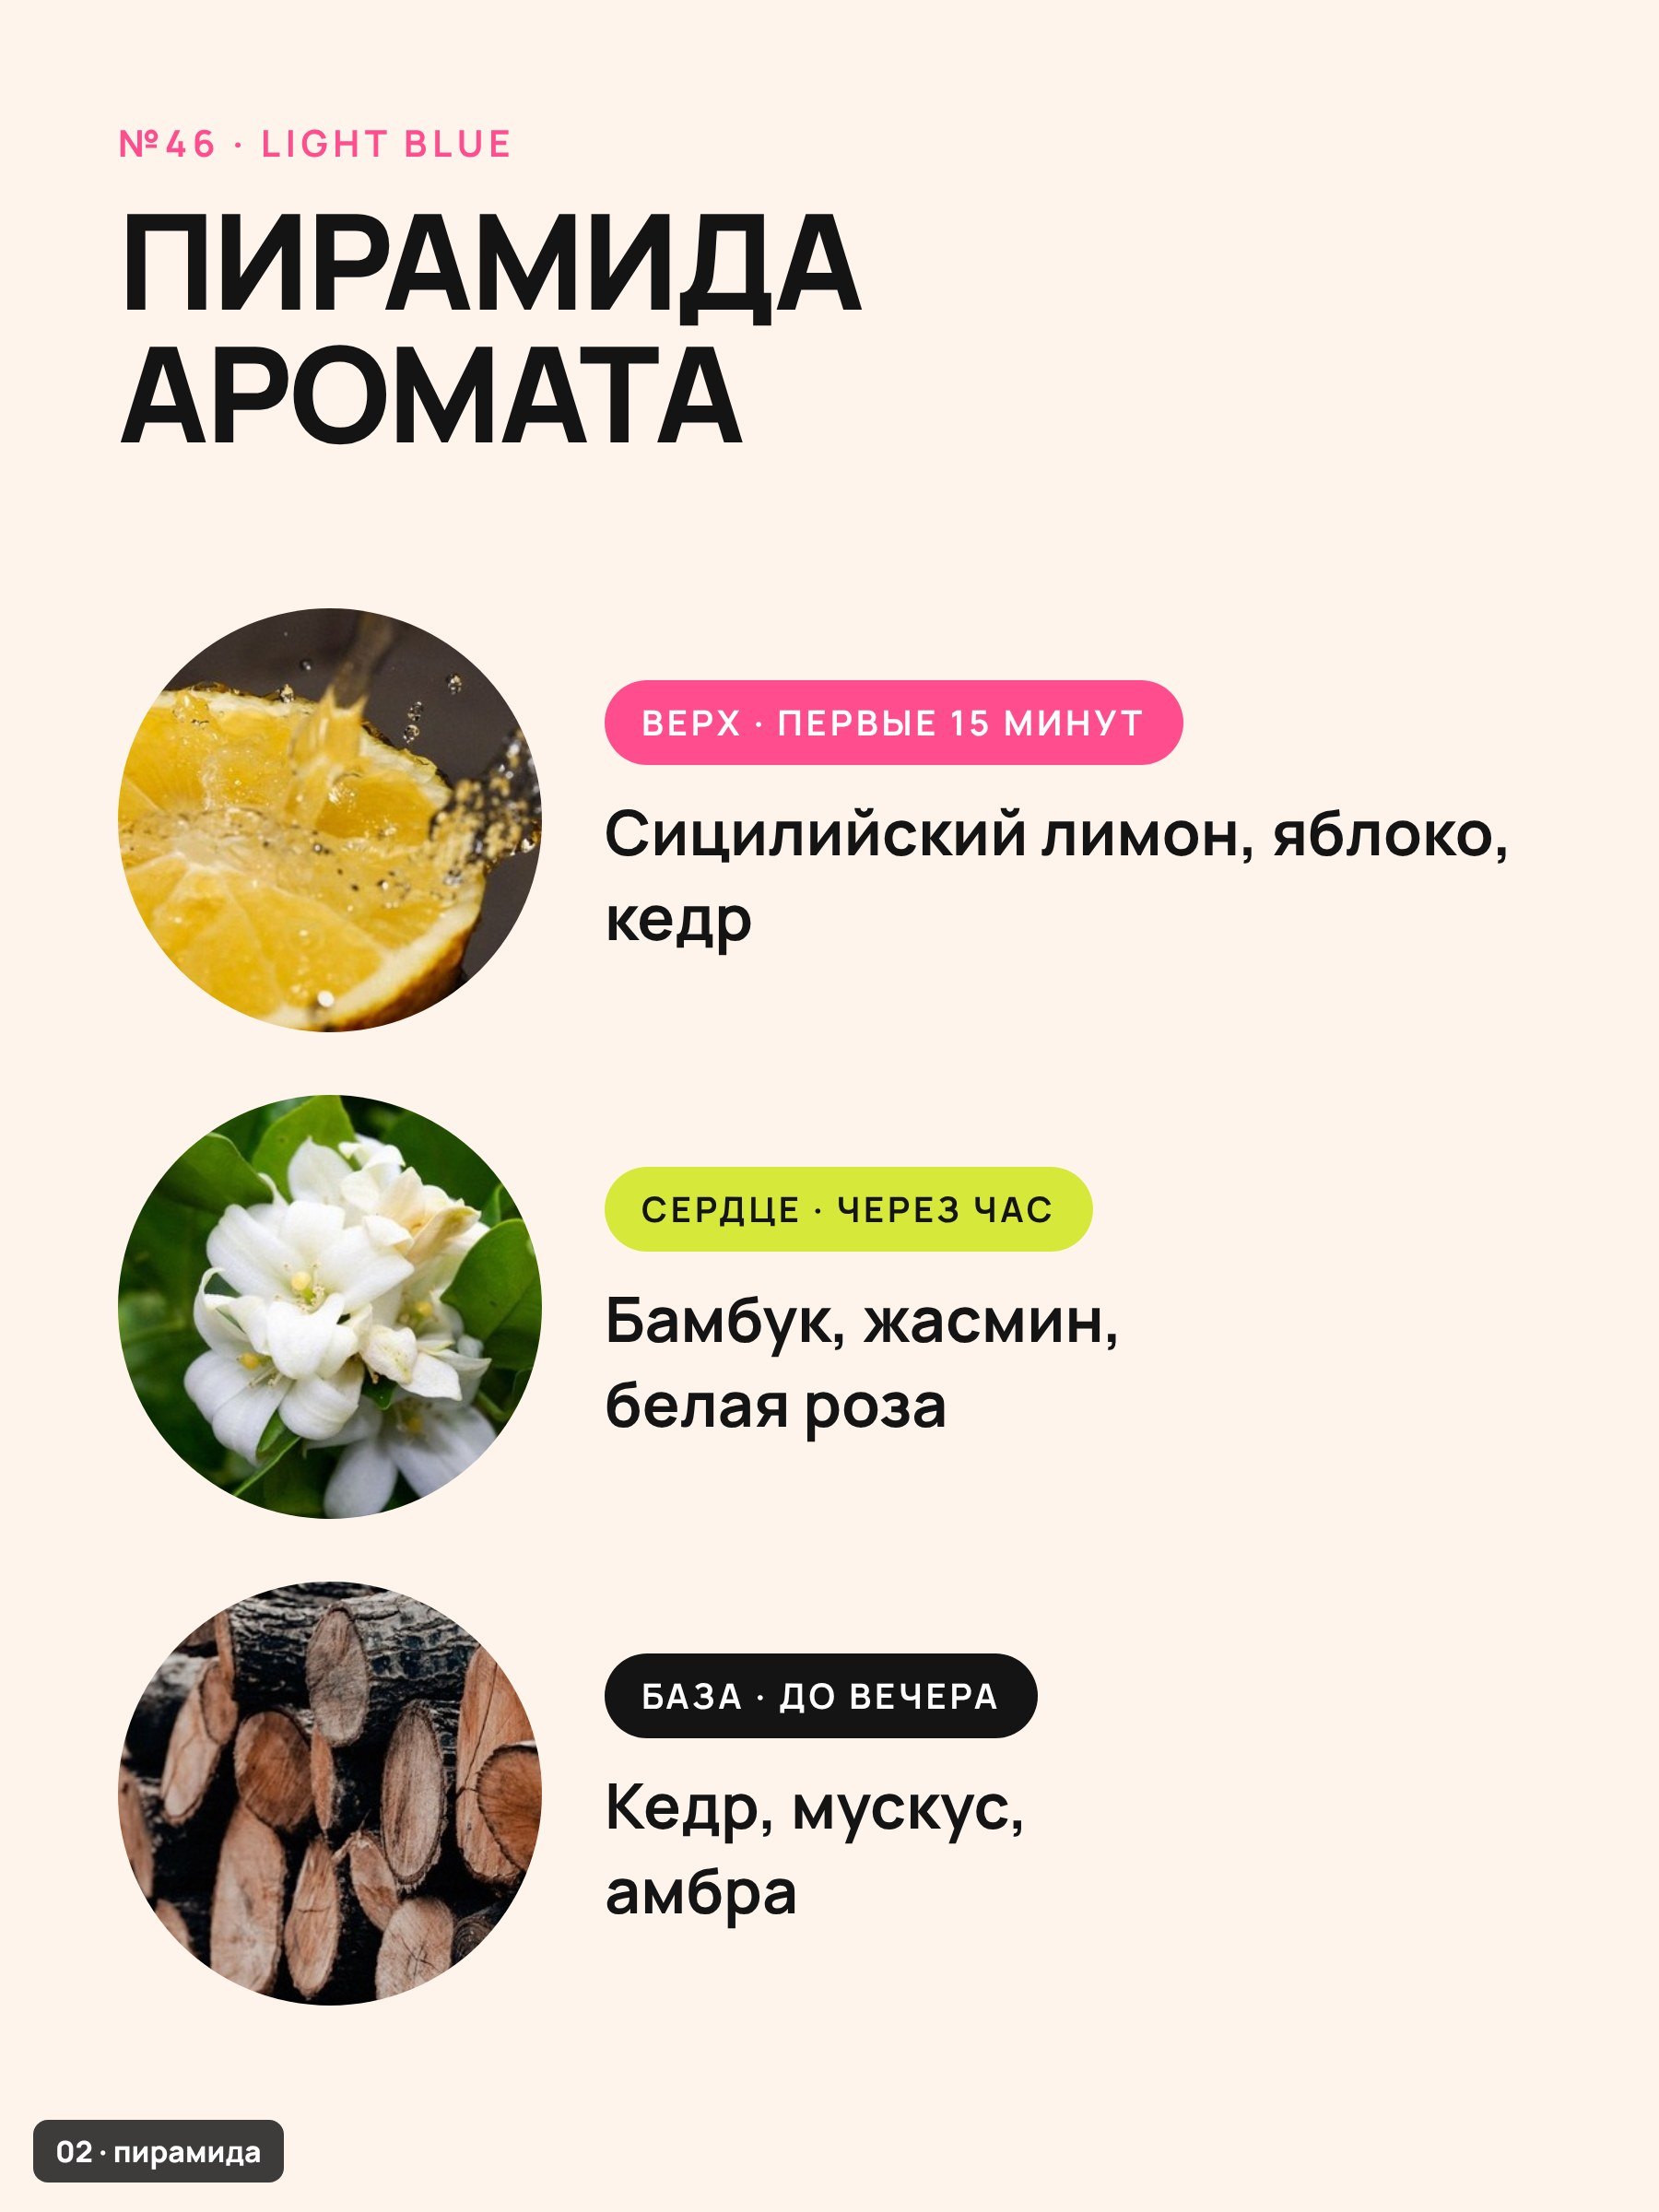 №46 · LIGHT BLUE
ПИРАМИДА
АРОМАТА
ВЕРХ · ПЕРВЫЕ 15 МИНУТ
Сицилийский лимон, яблоко,
кедр
СЕРДЦЕ · ЧЕРЕЗ ЧАС
Бамбук, жасмин,
белая роза
БАЗА · ДО ВЕЧЕРА
Кедр, мускус,
амбра
02 · пирамида